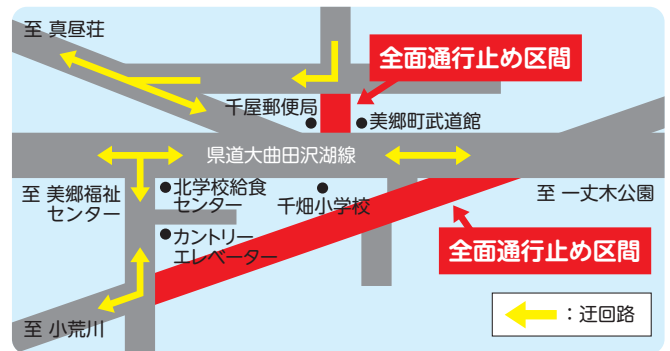 至 真昼荘
全面通行止め区間
千屋郵便局
美郷町武道館
県道大曲田沢湖線
至 美郷福祉
センター
北学校給食
センター
千畑小学校
至 一丈木公園
カントリー
エレベーター
全面通行止め区間
至 小荒川
：迂回路